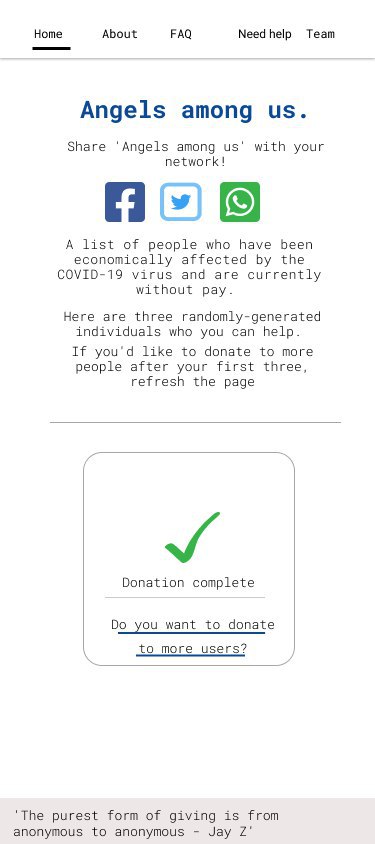 Home About FAQ Need help Team
Angels among us.
Share 'Angels among us' with your
network!
A list of people who have been
economically affected by the
COVID-19 virus and are currently
without pay.
Here are three randomly-generated
individuals who you can help.
If you'd like to donate to more
people after your first three,
refresh the page
Donation complete
Do you want to donate
to more users?
'The purest form of giving is from
anonymous to anonymous - Jay Z’